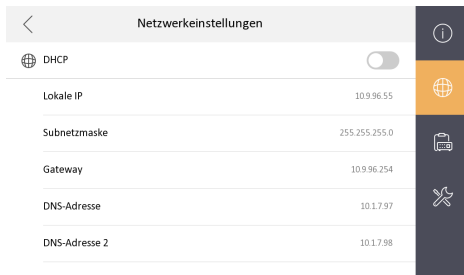 Netzwerkeinstellungen
DHCP
Lokale IP 10.9.96.55
Subnetzmaske 255.255.255.0
Gateway 10.9.96.254
DNS-Adresse 10.1.7.97
DNS-Adresse 2 10.1.7.98